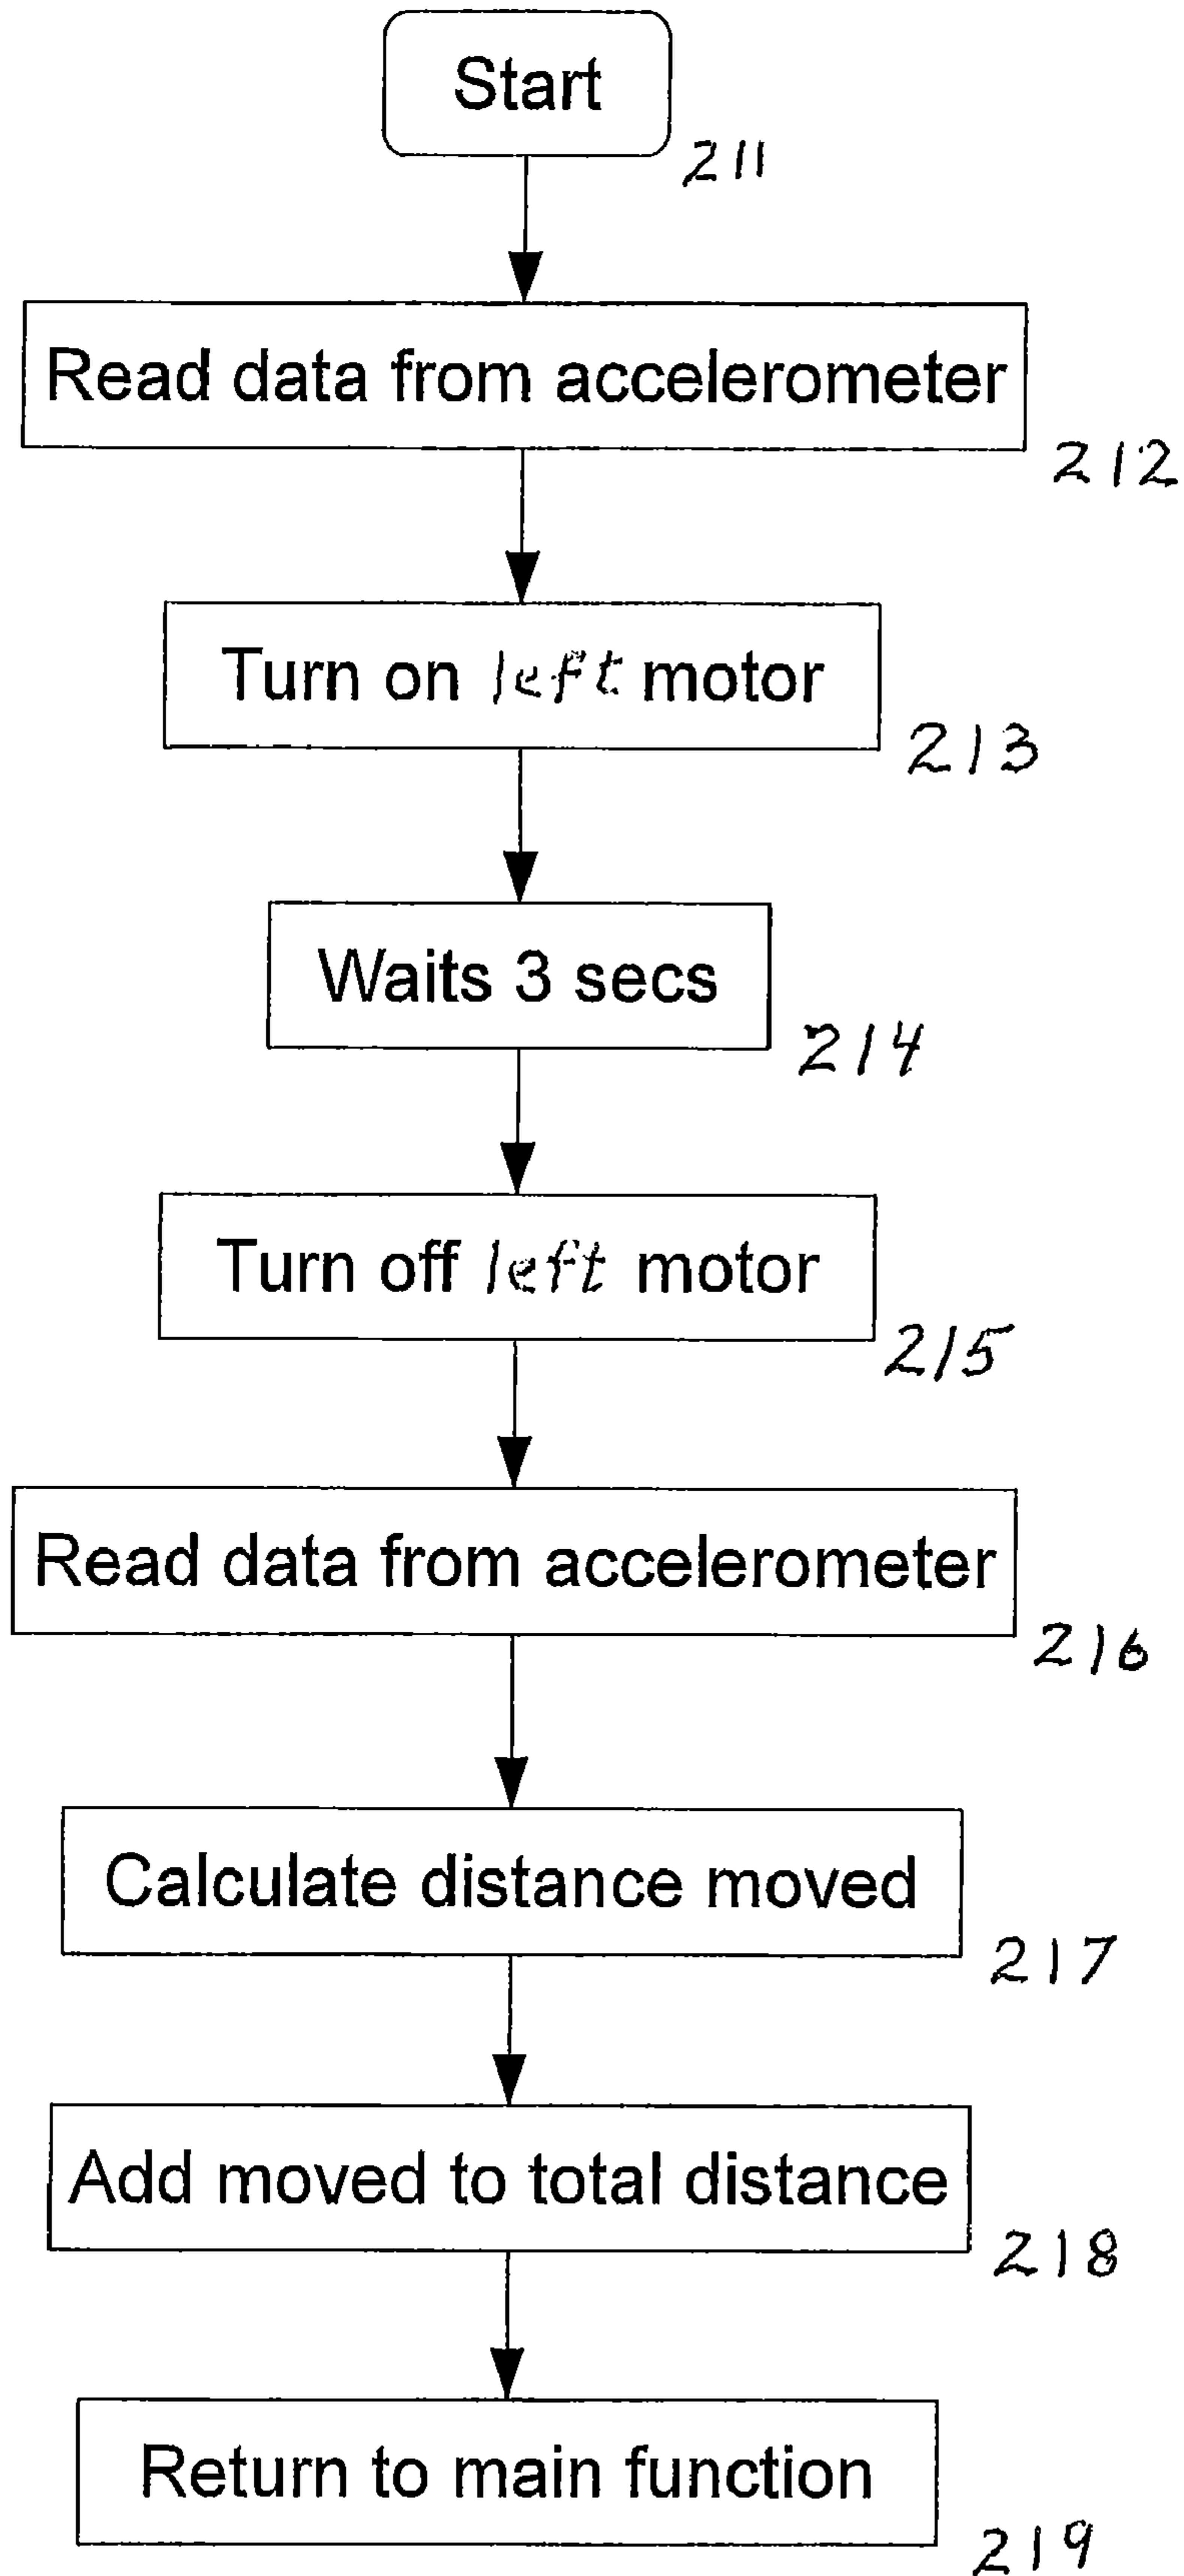 Start
211
Read data from accelerometer
212
Turn on left motor
213
Waits 3 secs
214
Turn off left motor
215
Read data from accelerometer
216
Calculate distance moved
217
Add moved to total distance
218
Return to main function
219